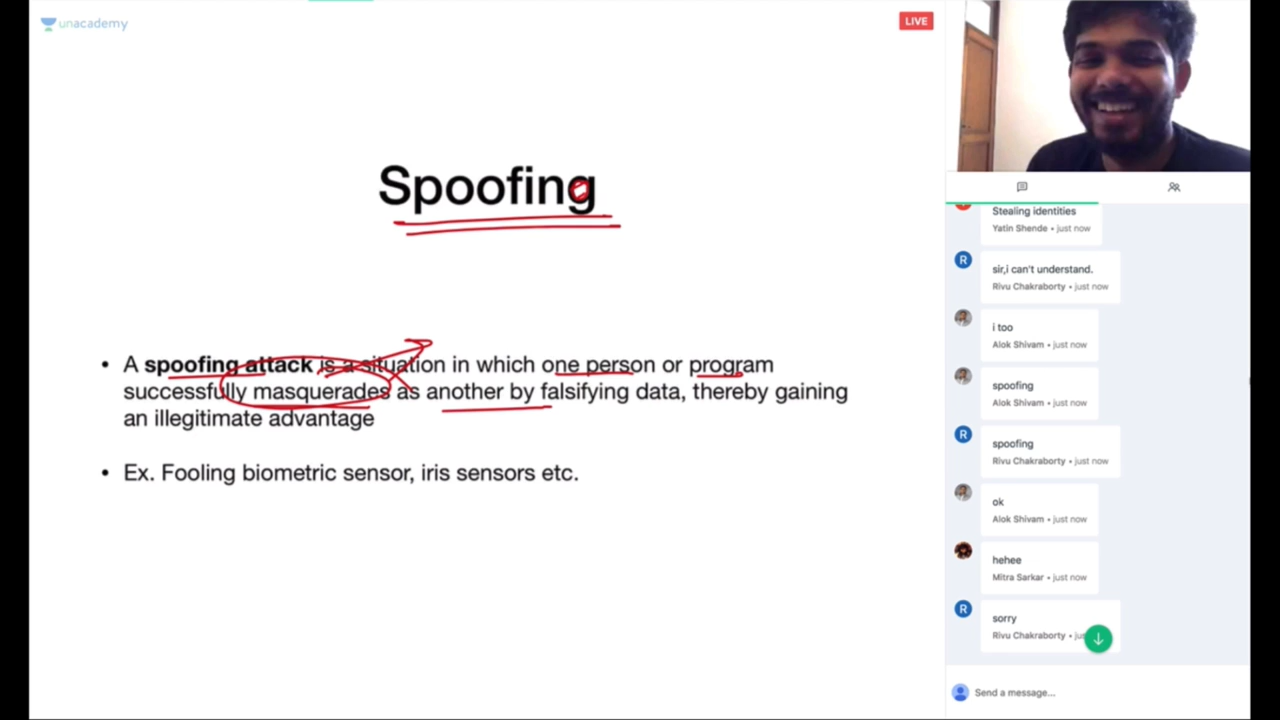 unacademy
LIVE
Spoofing
• A spoofing attack is a situation in which one person or program
successfully masquerades as another by falsifying data, thereby gaining
an illegitimate advantage
• Ex. Fooling biometric sensor, iris sensors etc.
Stealing identities
Yatin Shende • just now
R
sir,i can't understand.
Rivu Chakraborty • just now
i too
Alok Shivam • just now
spoofing
Alok Shivam • just now
R
spoofing
Rivu Chakraborty • just now
ok
Alok Shivam • just now
hehee
Mitra Sarkar • just now
R
sorry
Rivu Chakraborty •
Send a message...